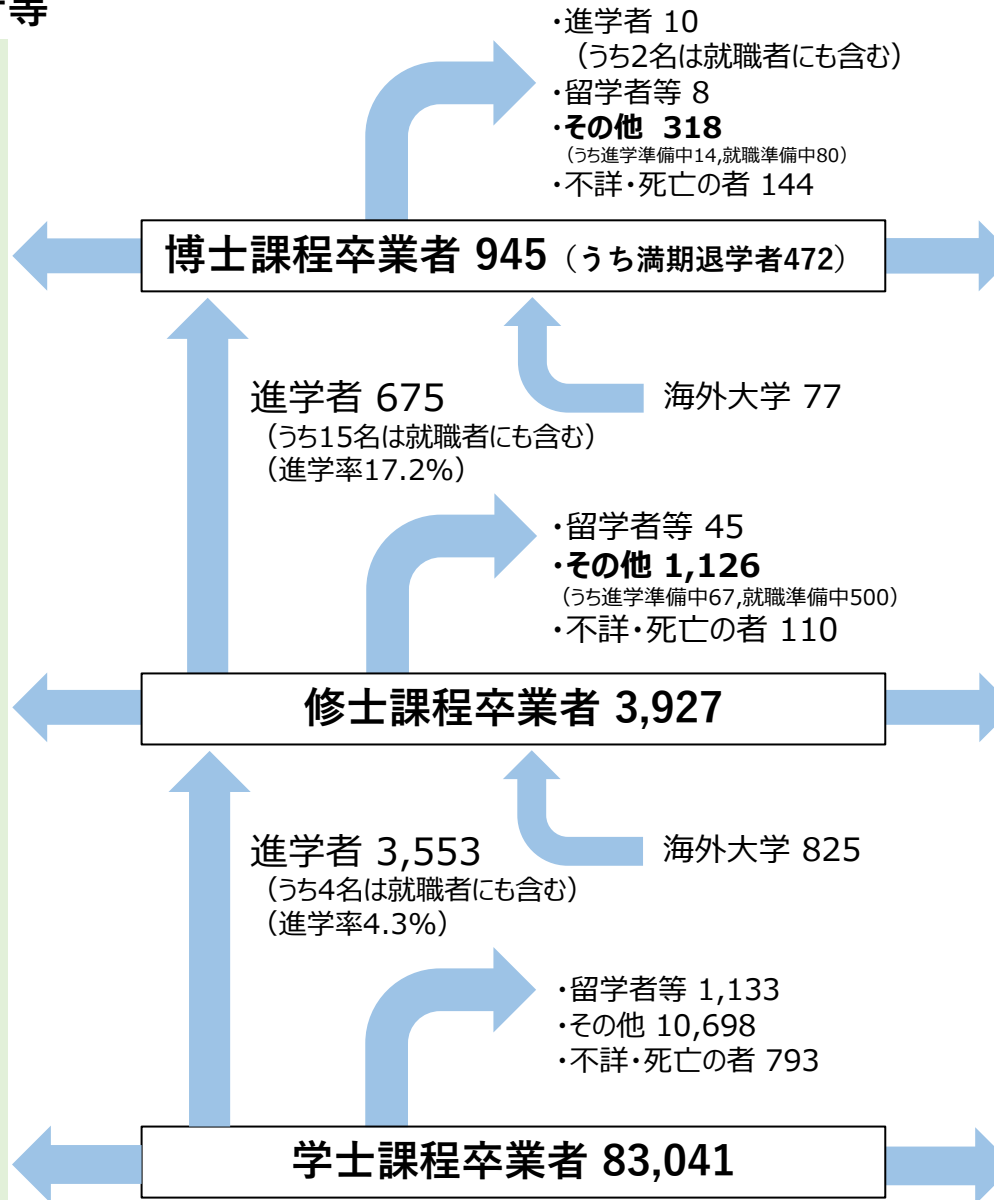 等
・進学者 10
（うち2名は就職者にも含む）
・留学者等 8
・その他 318
（うち進学準備中14,就職準備中80）
・不詳・死亡の者 144
博士課程卒業者 945（うち満期退学者472）
進学者 675
（うち15名は就職者にも含む）
（進学率17.2%）
海外大学 77
・留学者等 45
・その他 1,126
（うち進学準備中67,就職準備中500）
・不詳・死亡の者 110
修士課程卒業者 3,927
進学者 3,553
（うち4名は就職者にも含む）
（進学率4.3%）
海外大学 825
・留学者等 1,133
・その他 10,698
・不詳・死亡の者 793
学士課程卒業者 83,041